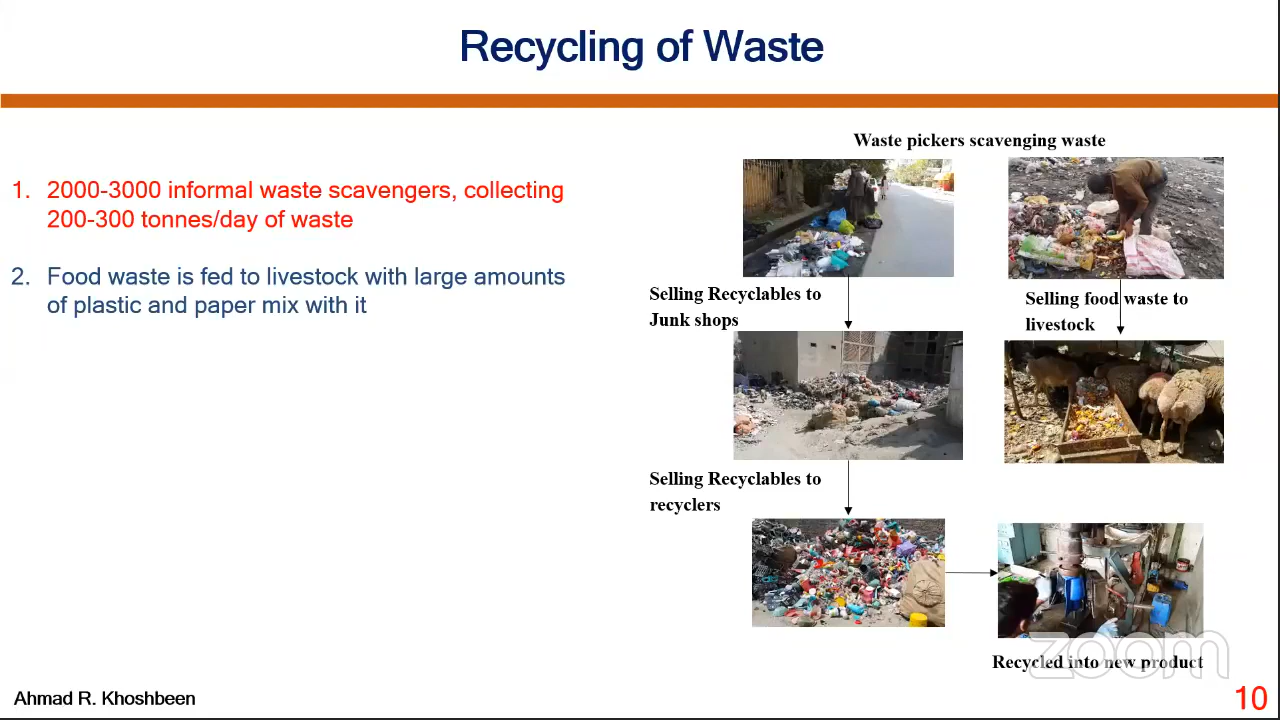 Recycling of Waste
1. 2000-3000 informal waste scavengers, collecting
200-300 tonnes/day of waste
2. Food waste is fed to livestock with large amounts
of plastic and paper mix with it
Waste pickers scavenging waste
Selling Recyclables to
Junk shops
Selling food waste to
livestock
Selling Recyclables to
recyclers
Recycled into new product
zoom
Ahmad R. Khoshbeen
10